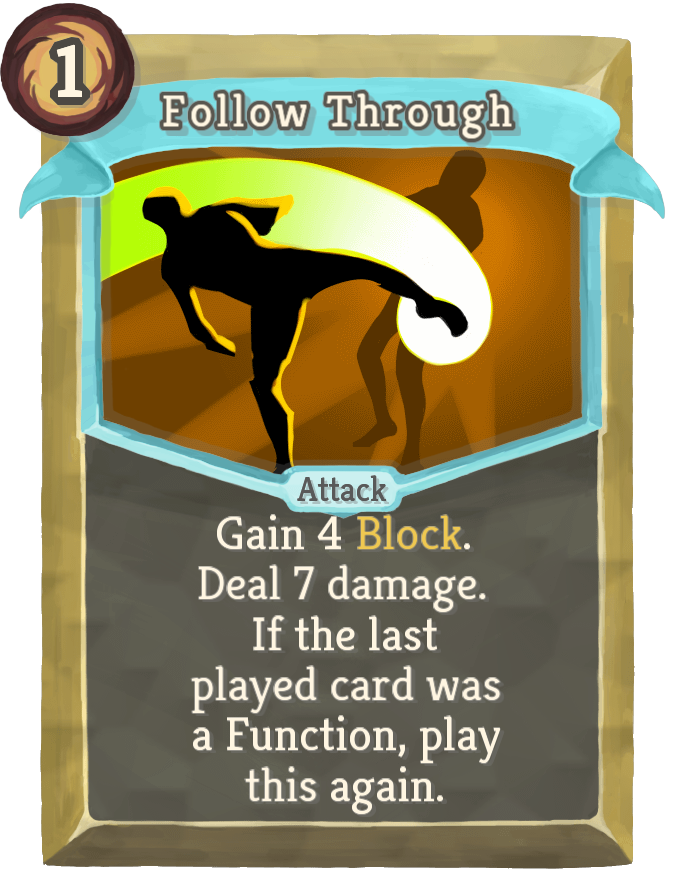 1
Follow Through
Attack
Gain 4 Block.
Deal 7 damage.
If the last
played card was
a Function, play
this again.